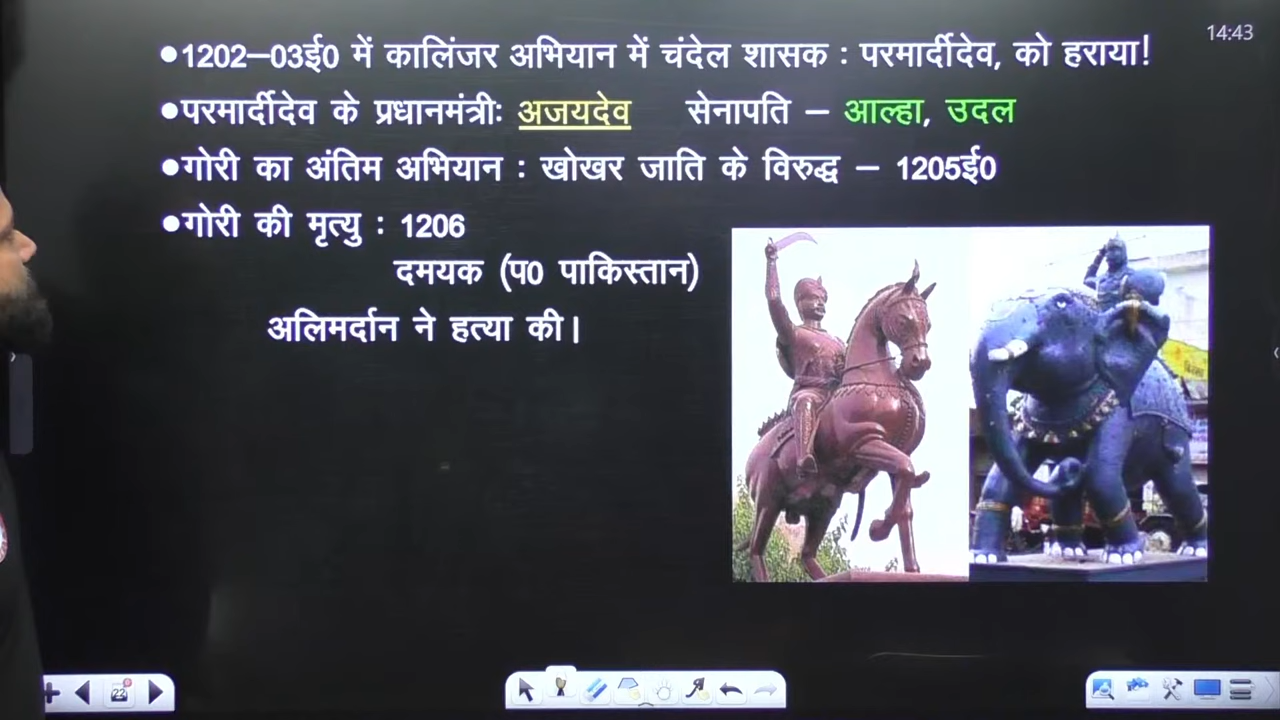 14:43
•1202–03ई0 में कालिंजर अभियान में चंदेल शासक : परमार्दीदेव, को हराया!
•परमार्दीदेव के प्रधानमंत्रीः अजयदेव सेनापति – आल्हा, उदल
•गोरी का अंतिम अभियान : खोखर जाति के विरुद्ध – 1205ई0
•गोरी की मृत्यु : 1206
दमयक (प0 पाकिस्तान)
अलिमर्दान ने हत्या की।
22